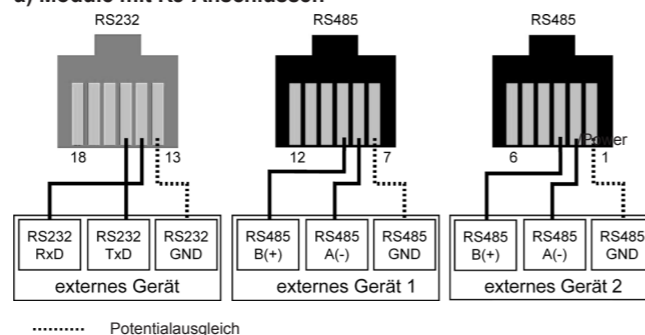 a) Module mit RJ-Anschlüssen
RS232 RS485 RS485
/Power
18 13 12 7 6 1
RS232 RxD
RS232 TxD
RS232 GND
externes Gerät
RS485 B(+)
RS485 A(-)
RS485 GND
externes Gerät 1
RS485 B(+)
RS485 A(-)
RS485 GND
externes Gerät 2
Potentialausgleich